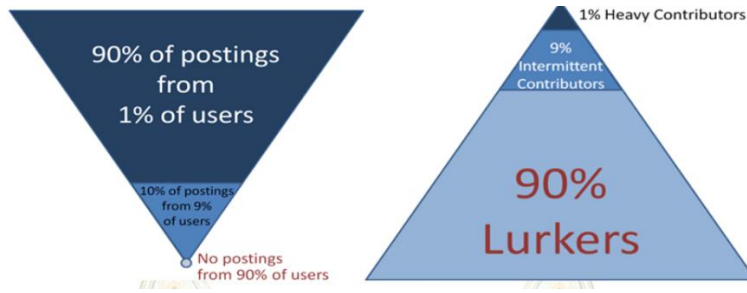 90% of postings
from
1% of users
10% of postings
from 9%
of users
No postings
from 90% of users
1% Heavy Contributors
9%
Intermittent
Contributors
90%
Lurkers